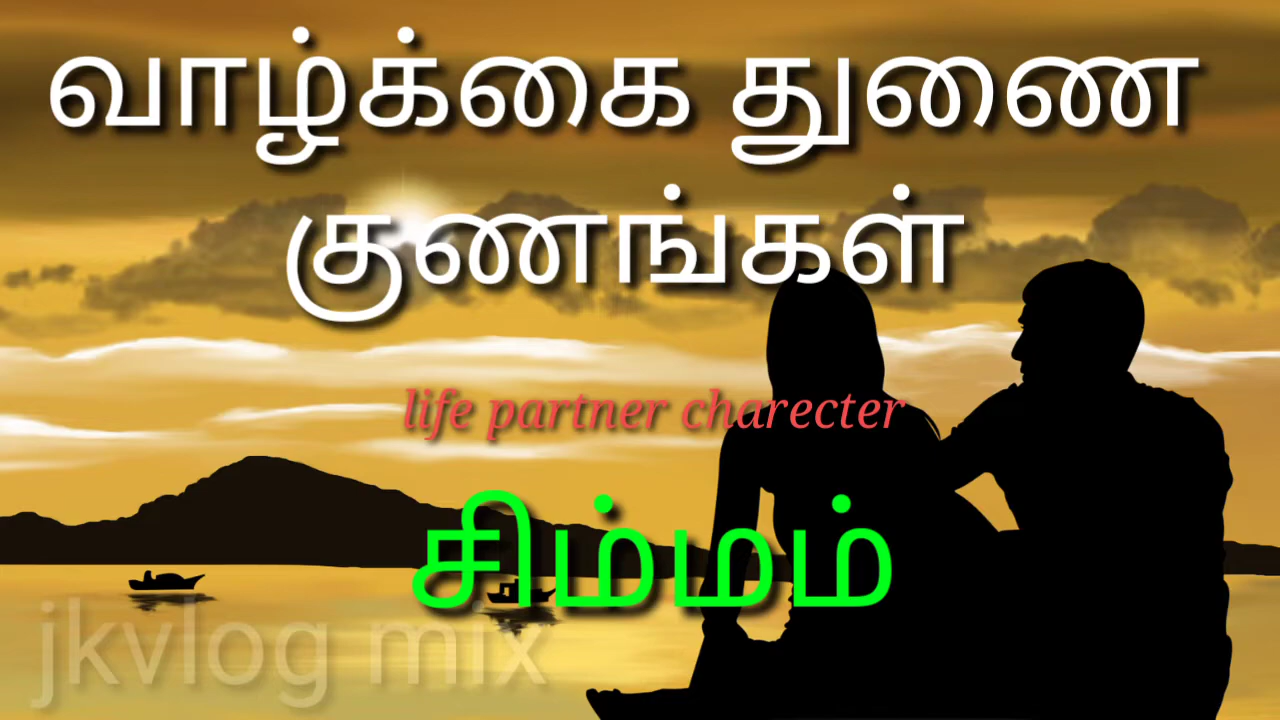 வாழ்க்கை துணை
குணங்கள்
life partner charecter
சிம்மம்
jkvlog mix